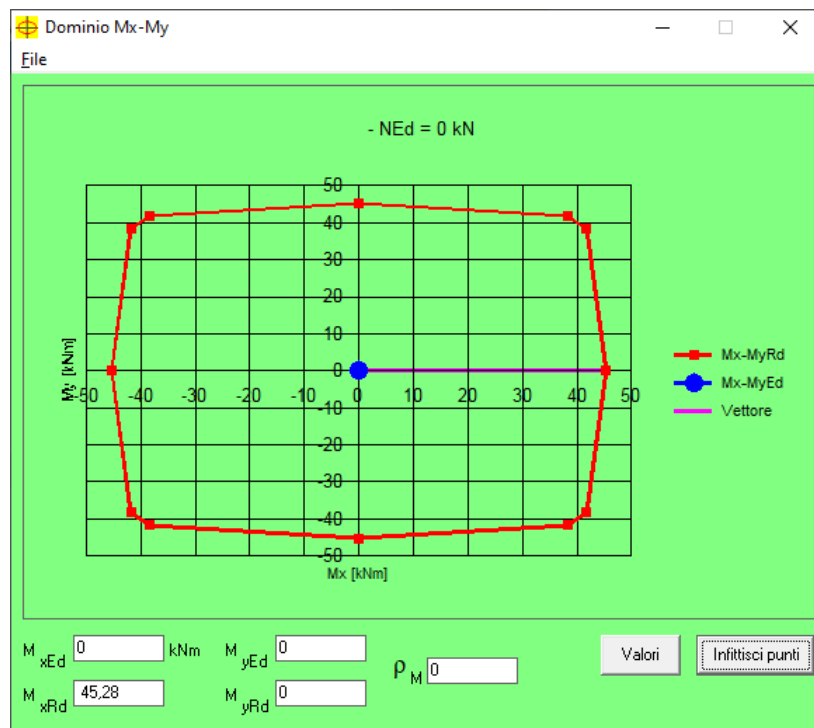 Dominio Mx-My
File
- NEd = 0 kN
50
40
30
20
10
0
-10
-20
-30
-40
-50
My [kNm]
-50 -40 -30 -20 -10 0 10 20 30 40 50
Mx [kNm]
Mx-MyRd
Mx-MyEd
Vettore
M xEd 0 kNm M yEd 0
M xRd 45,28 M yRd 0
ρ M 0
Valori
Infittisci punti